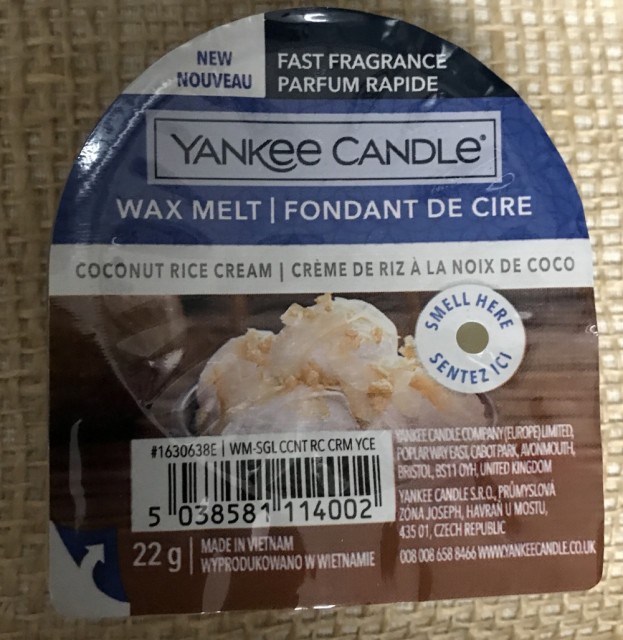 NEW
NOUVEAU
FAST FRAGRANCE
PARFUM RAPIDE
YANKEE CANDLE®
WAX MELT | FONDANT DE CIRE
COCONUT RICE CREAM | CRÈME DE RIZ À LA NOIX DE COCO
SMELL HERE
SENTEZ ICI
#1630638E | WM-SGL CCNT RC CRM YCE
5 038581 114002
YANKEE CANDLE COMPANY (EUROPE) LIMITED,
POPLAR WAY EAST, CABOT PARK, AVONMOUTH,
BRISTOL, BS11 0YH, UNITED KINGDOM
YANKEE CANDLE S.R.O., PRŮMYSLOVÁ
ZÓNA JOSEPH, HAVRAŇ U MOSTU,
435 01, CZECH REPUBLIC
008 008 658 8466 WWW.YANKEECANDLE.CO.UK
22 g
MADE IN VIETNAM
WYPRODUKOWANO W WIETNAMIE